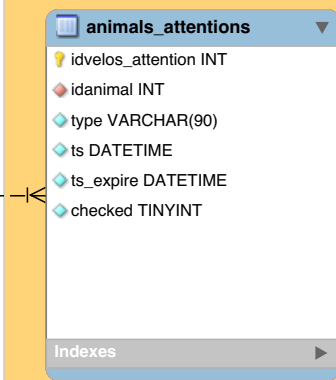 animals_attentions
idvelos_attention INT
idanimal INT
type VARCHAR(90)
ts DATETIME
ts_expire DATETIME
checked TINYINT
Indexes